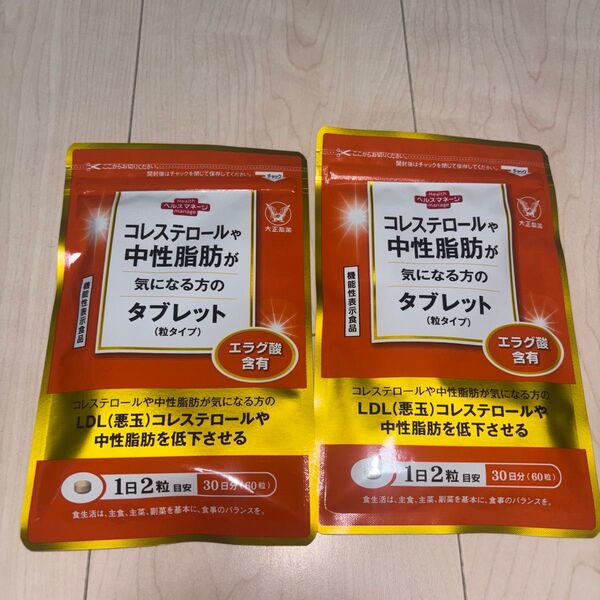 ここからお切りください。
開封後はチャックを閉じて保存してください。
チャック
Health
ヘルスマネージ
manage
大正製薬
コレステロールや
中性脂肪が
気になる方の
タブレット
(粒タイプ)
機能性表示食品
エラグ酸
含有
コレステロールや中性脂肪が気になる方の
LDL(悪玉)コレステロールや
中性脂肪を低下させる
1日2粒目安 30日分(60粒)
食生活は、主食、主菜、副菜を基本に、食事のバランスを。
ここからお切りください。
開封後はチャックを閉じて保存してください。
チャック
Health
ヘルスマネージ
manage
大正製薬
コレステロールや
中性脂肪が
気になる方の
タブレット
(粒タイプ)
機能性表示食品
エラグ酸
含有
コレステロールや中性脂肪が気になる方の
LDL(悪玉)コレステロールや
中性脂肪を低下させる
1日2粒目安 30日分(60粒)
食生活は、主食、主菜、副菜を基本に、食事のバランスを。